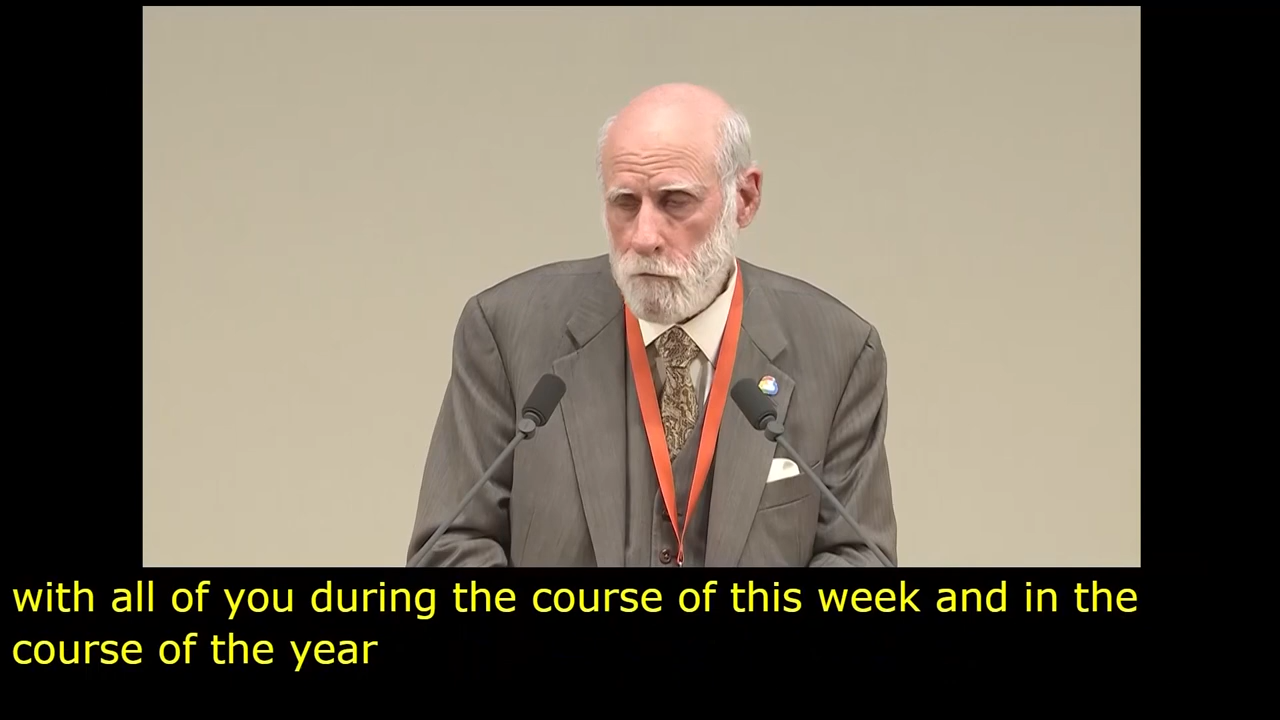 with all of you during the course of this week and in the
course of the year